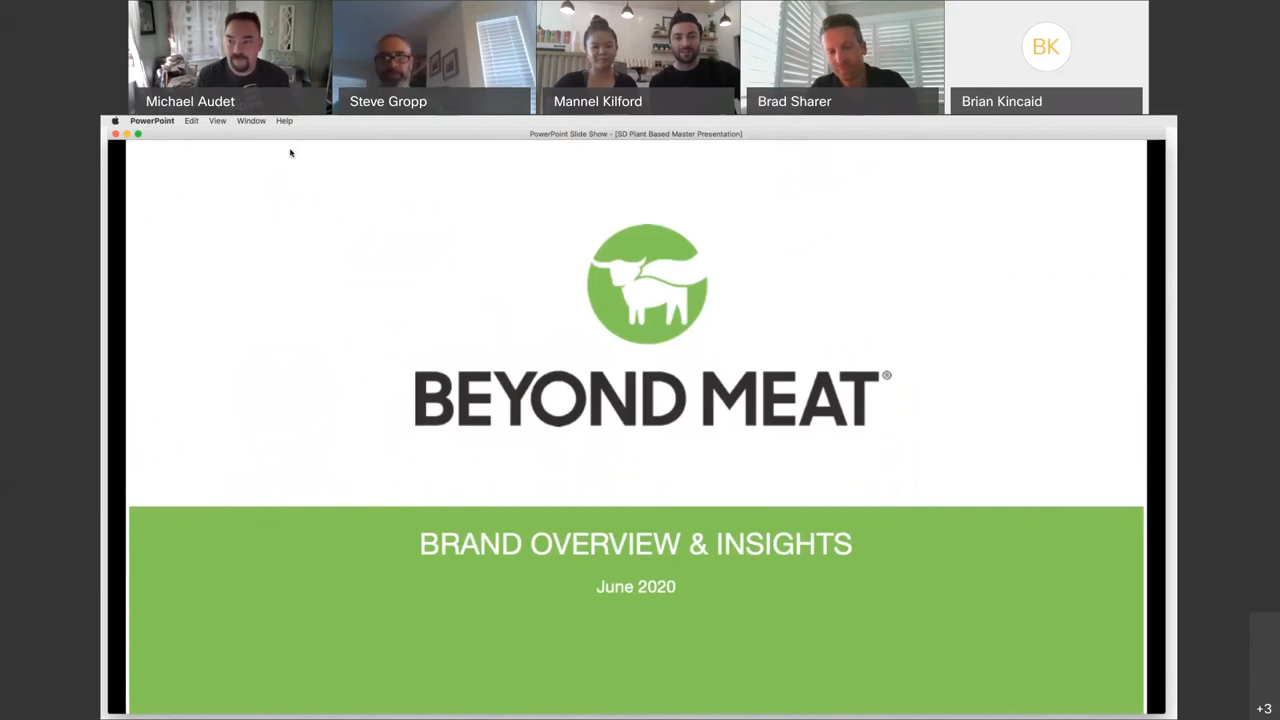 BK
Michael Audet
Steve Gropp
Mannel Kilford
Brad Sharer
Brian Kincaid
PowerPoint Edit View Window Help
PowerPoint Slide Show - [SD Plant Based Master Presentation]
BEYOND MEAT®
BRAND OVERVIEW & INSIGHTS
June 2020
+3